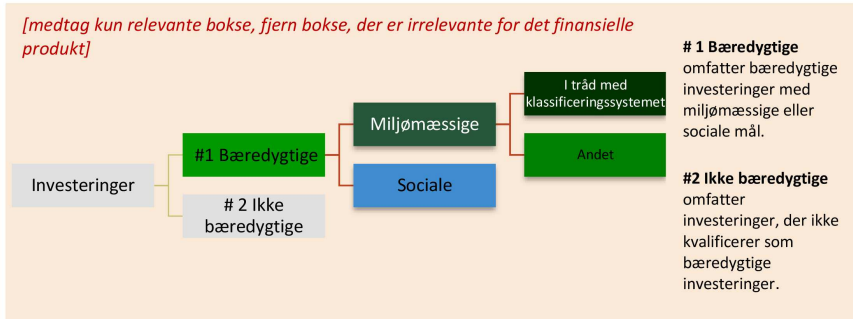 [medtag kun relevante bokse, fjern bokse, der er irrelevante for det finansielle
produkt]
Investeringer
#1 Bæredygtige
# 2 Ikke
bæredygtige
Miljømæssige
Sociale
I tråd med
klassificeringssystemet
Andet
# 1 Bæredygtige
omfatter bæredygtige
investeringer med
miljømæssige eller
sociale mål.
#2 Ikke bæredygtige
omfatter
investeringer, der ikke
kvalificerer som
bæredygtige
investeringer.